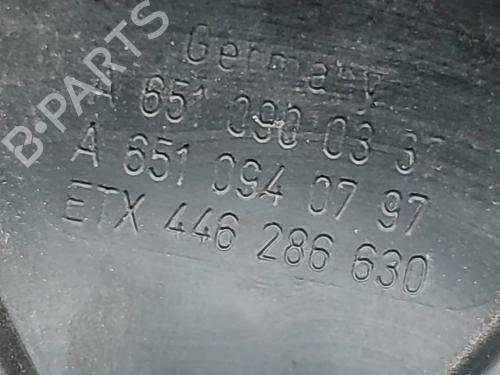 B-PARTS
Germany
A 651 090 03 37
A 651 094 07 97
ETX 446 286 630